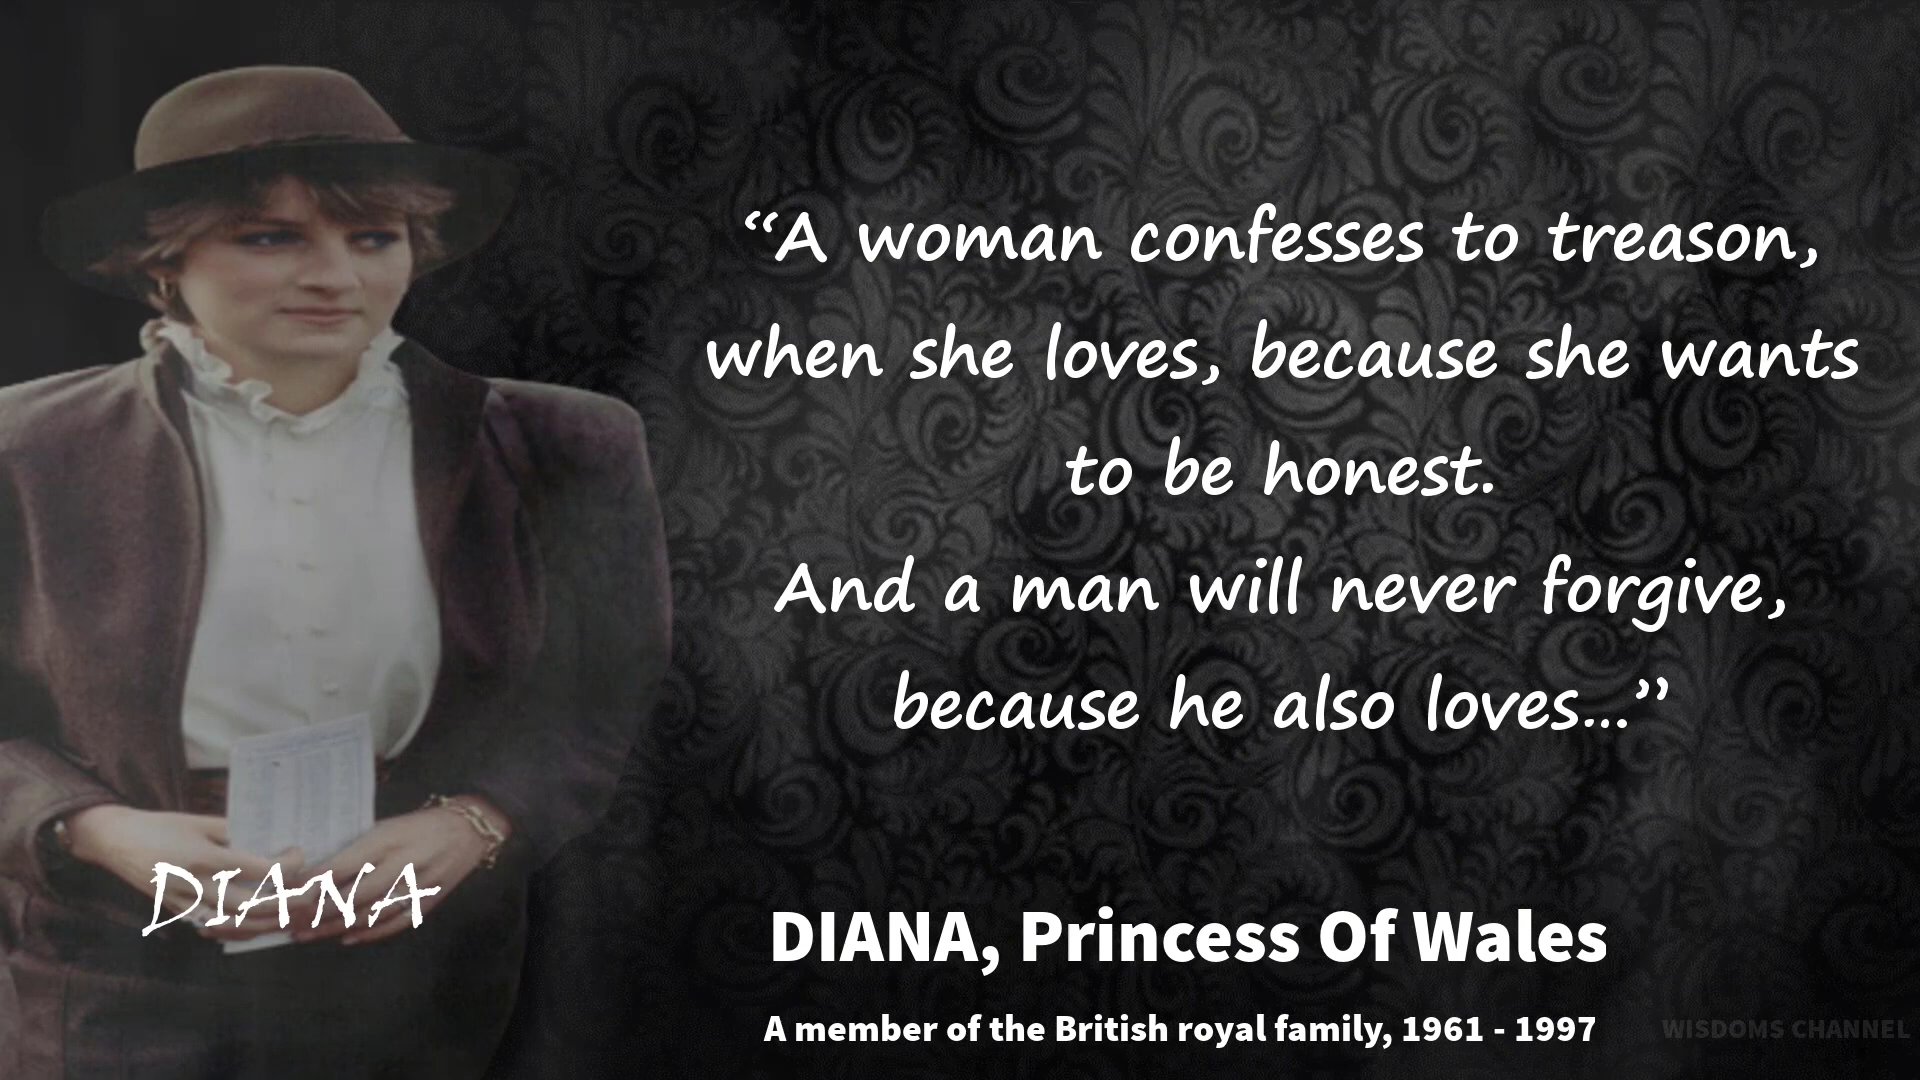 “A woman confesses to treason,
when she loves, because she wants
to be honest.
And a man will never forgive,
because he also loves...”
DIANA
DIANA, Princess Of Wales
A member of the British royal family, 1961 - 1997
WISDOMS CHANNEL